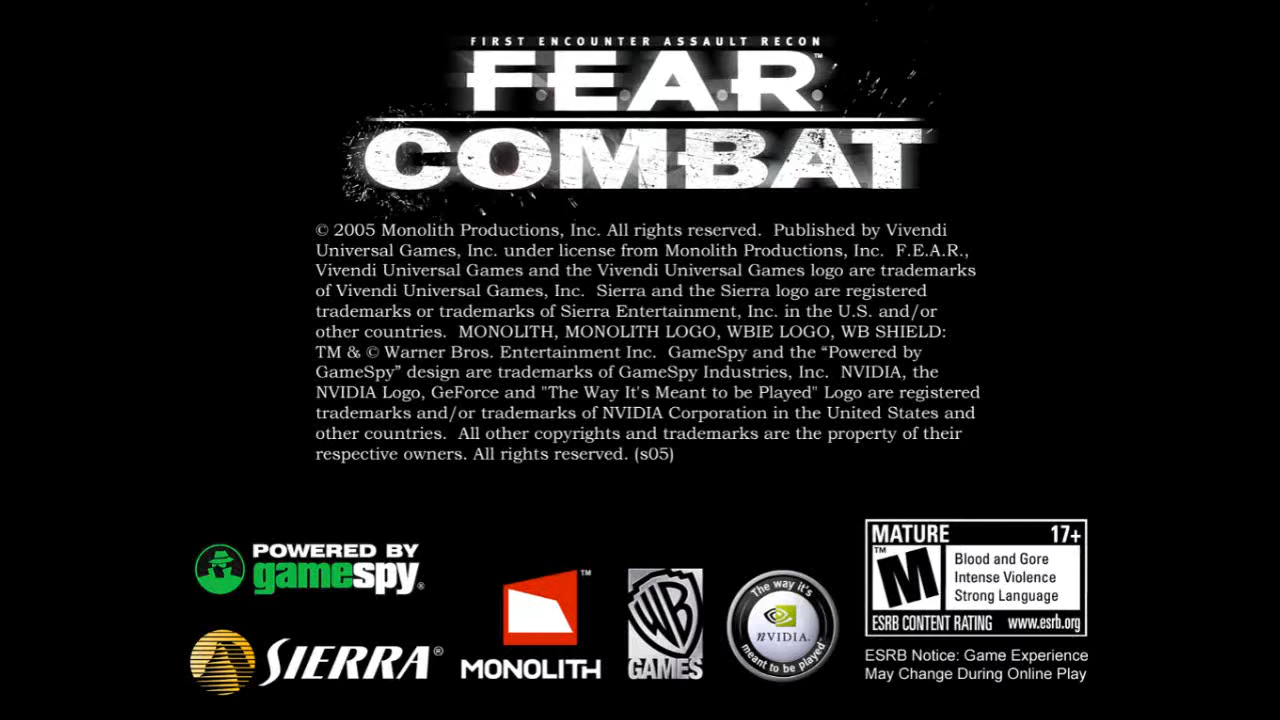 FIRST ENCOUNTER ASSAULT RECON
F.E.A.R.™
COMBAT
© 2005 Monolith Productions, Inc. All rights reserved.  Published by Vivendi
Universal Games, Inc. under license from Monolith Productions, Inc.  F.E.A.R.,
Vivendi Universal Games and the Vivendi Universal Games logo are trademarks
of Vivendi Universal Games, Inc.  Sierra and the Sierra logo are registered
trademarks or trademarks of Sierra Entertainment, Inc. in the U.S. and/or
other countries.  MONOLITH, MONOLITH LOGO, WBIE LOGO, WB SHIELD:
TM & © Warner Bros. Entertainment Inc.  GameSpy and the “Powered by
GameSpy” design are trademarks of GameSpy Industries, Inc.  NVIDIA, the
NVIDIA Logo, GeForce and "The Way It's Meant to be Played" Logo are registered
trademarks and/or trademarks of NVIDIA Corporation in the United States and
other countries.  All other copyrights and trademarks are the property of their
respective owners. All rights reserved. (s05)
POWERED BY
gamespy®
SIERRA®
™
MONOLITH
WB
GAMES
The way it's
nVIDIA.
meant to be played
MATURE 17+
™
M
Blood and Gore
Intense Violence
Strong Language
ESRB CONTENT RATING www.esrb.org
ESRB Notice: Game Experience
May Change During Online Play